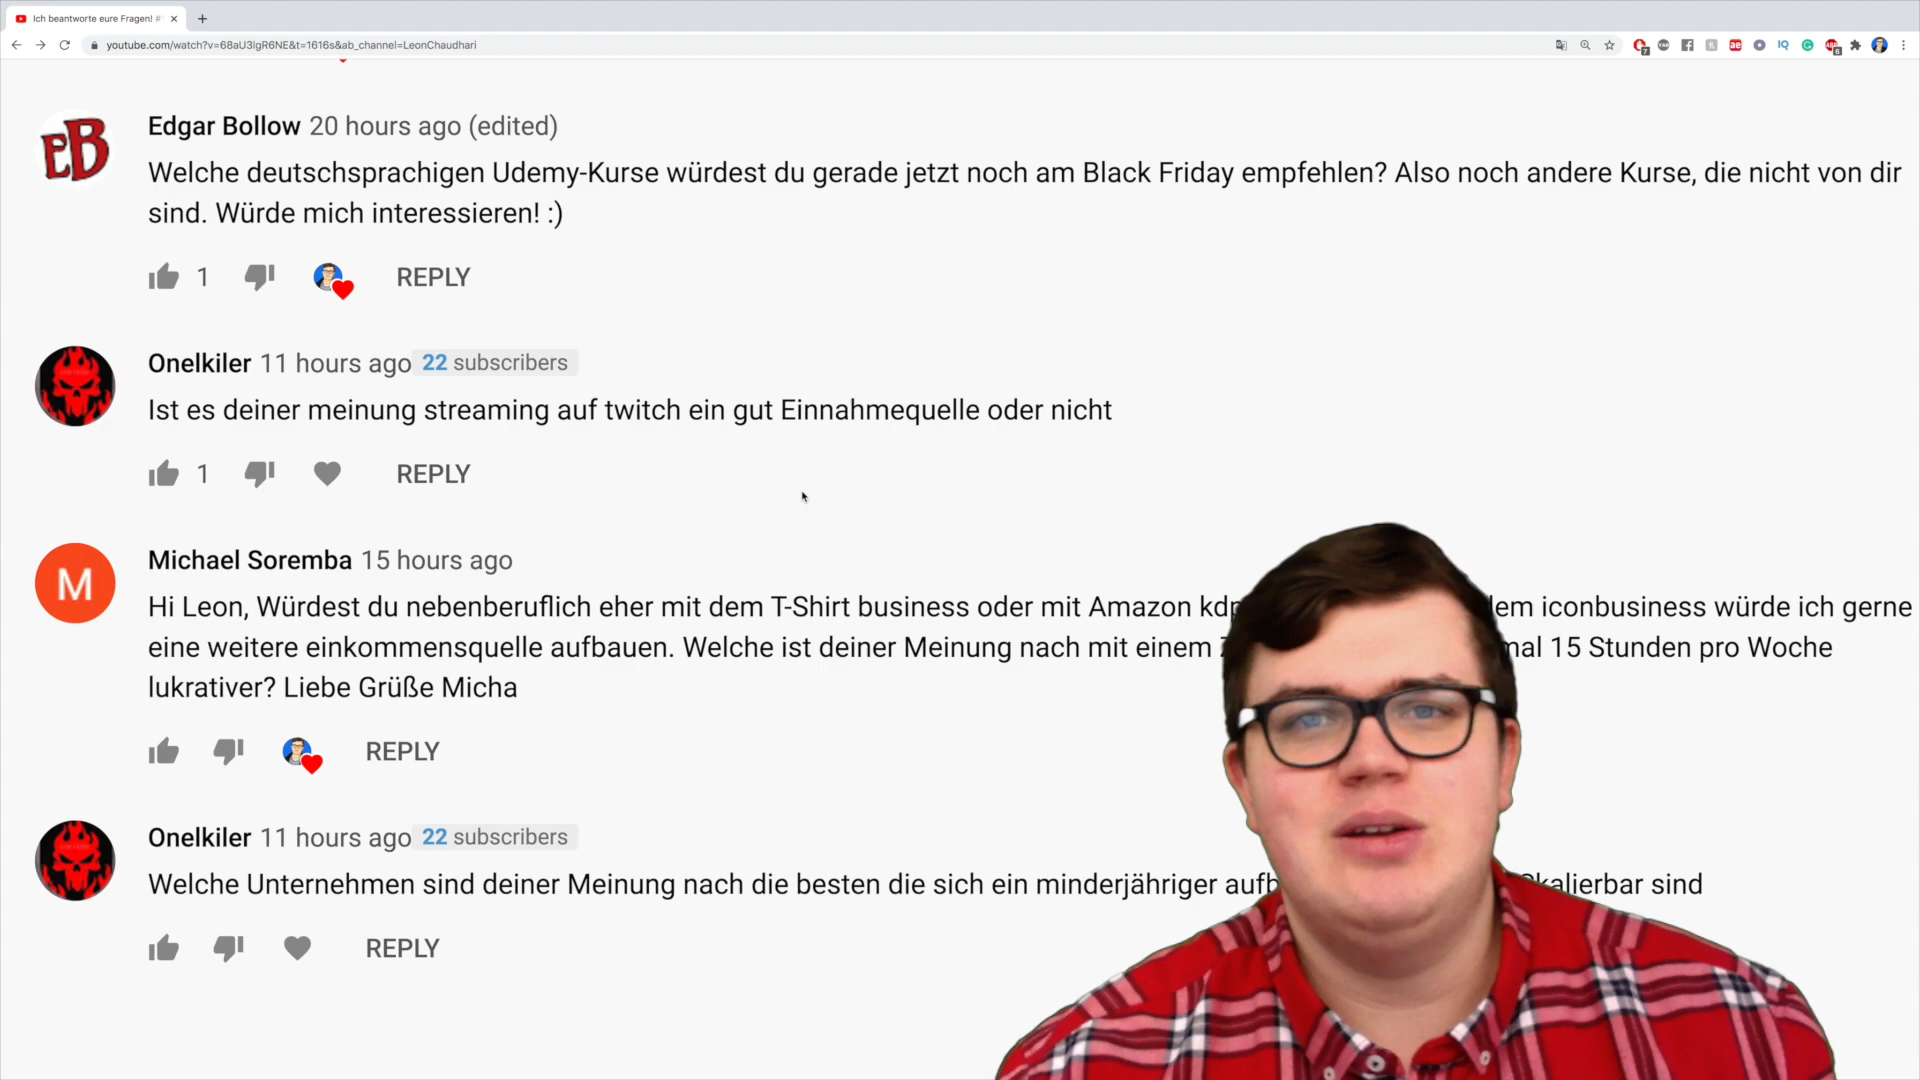 Ich beantworte eure Fragen! #
youtube.com/watch?v=68aU3lgR6NE&t=1616s&ab_channel=LeonChaudhari
EB
Edgar Bollow 20 hours ago (edited)
Welche deutschsprachigen Udemy-Kurse würdest du gerade jetzt noch am Black Friday empfehlen? Also noch andere Kurse, die nicht von dir
sind. Würde mich interessieren! :)
1 REPLY
Onelkiler 11 hours ago 22 subscribers
Ist es deiner meinung streaming auf twitch ein gut Einnahmequelle oder nicht
1 REPLY
M
Michael Soremba 15 hours ago
Hi Leon, Würdest du nebenberuflich eher mit dem T-Shirt business oder mit Amazon kdp iconbusiness würde ich gerne
eine weitere einkommensquelle aufbauen. Welche ist deiner Meinung nach mit einem 15 Stunden pro Woche
lukrativer? Liebe Grüße Micha
REPLY
Onelkiler 11 hours ago 22 subscribers
Welche Unternehmen sind deiner Meinung nach die besten die sich ein minderjähriger sind
REPLY